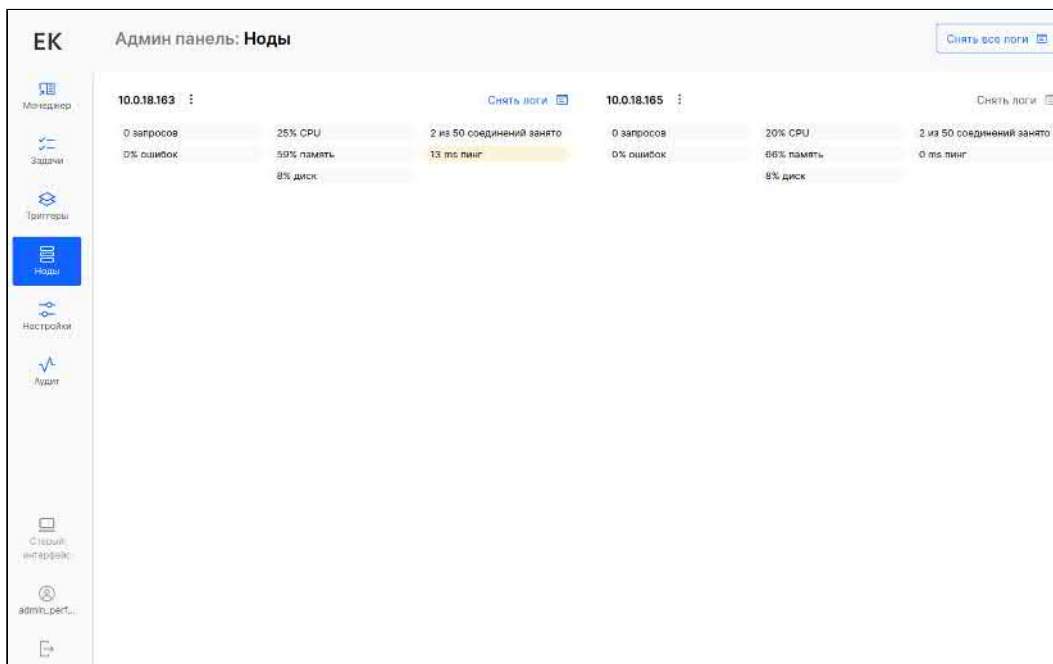 ЕК
Админ панель: Ноды
Снять все логи
Менеджер
Задачи
Триггеры
Ноды
Настройки
Аудит
Старый
интерфейс
admin_perf...
10.0.18.163
Снять логи
0 запросов
25% CPU
2 из 50 соединений занято
0% ошибок
59% память
13 ms пинг
8% диск
10.0.18.165
Снять логи
0 запросов
20% CPU
2 из 50 соединений занято
0% ошибок
66% память
0 ms пинг
8% диск